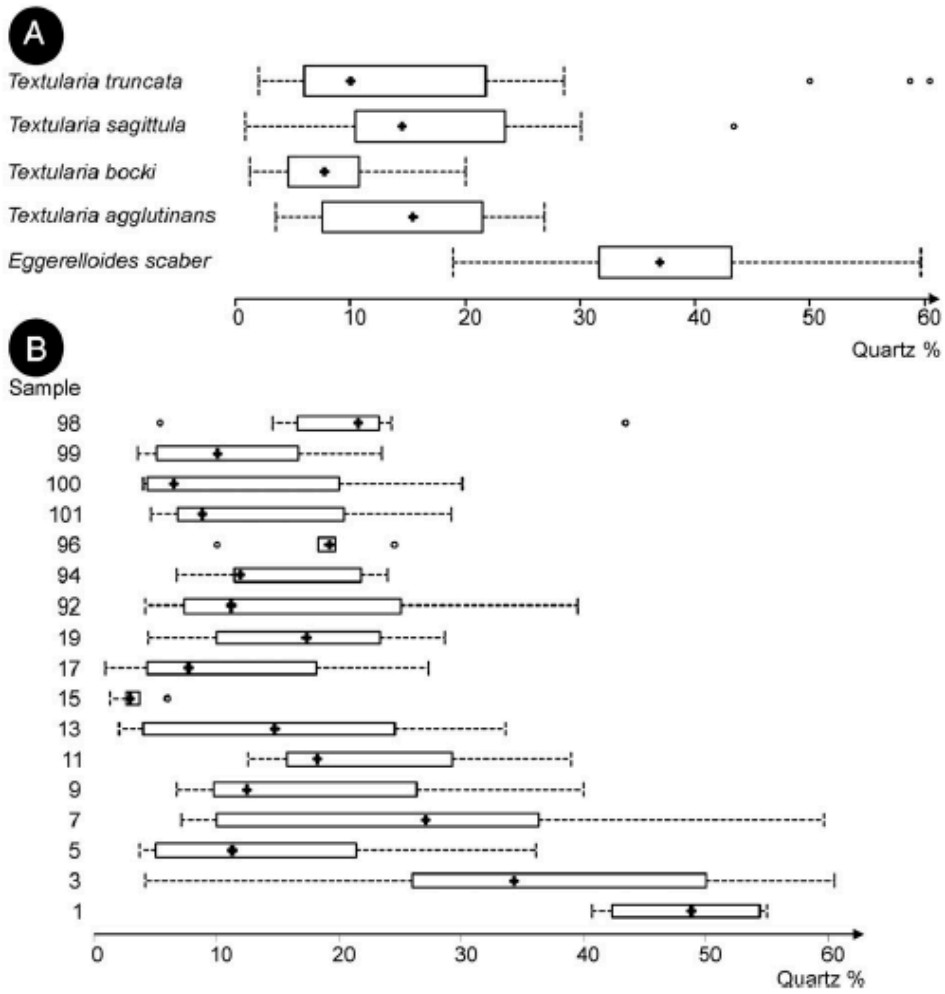 A
Textularia truncata
Textularia sagittula
Textularia bocki
Textularia agglutinans
Eggerelloides scaber
0 10 20 30 40 50 60
Quartz %
B
Sample
98
99
100
101
96
94
92
19
17
15
13
11
9
7
5
3
1
0 10 20 30 40 50 60
Quartz %